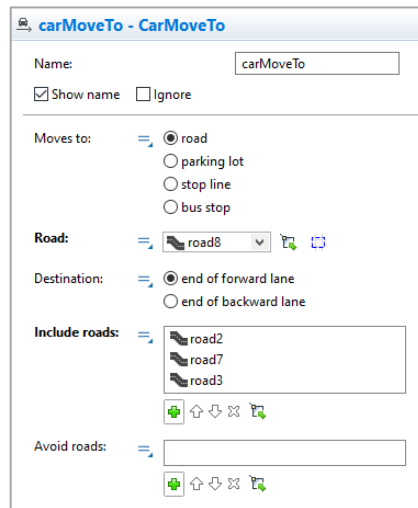 carMoveTo - CarMoveTo
Name: carMoveTo
Show name Ignore
Moves to: road
parking lot
stop line
bus stop
Road: road8
Destination: end of forward lane
end of backward lane
Include roads: road2
road7
road3
Avoid roads: